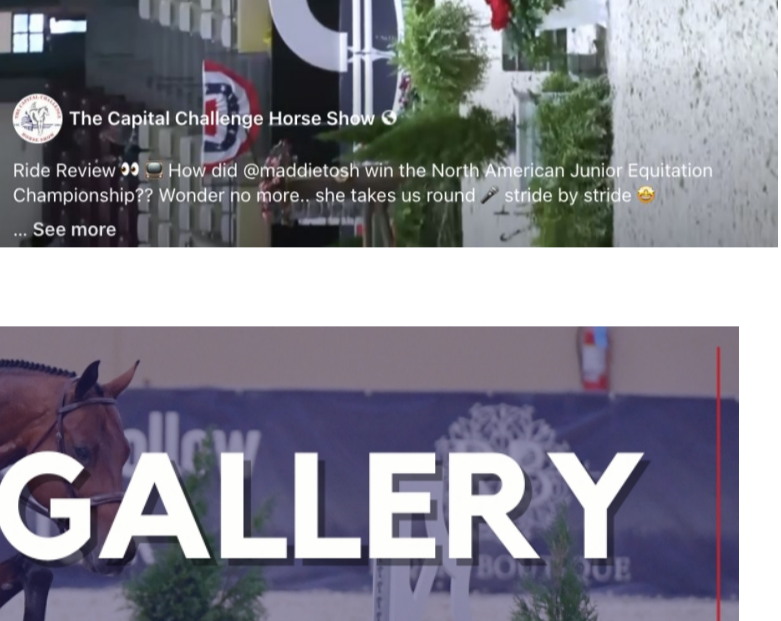 The Capital Challenge Horse Show
Ride Review 👀 📺 How did @maddietosh win the North American Junior Equitation
Championship?? Wonder no more.. she takes us round 🎤 stride by stride 🤩
... See more
GALLERY
BOUTIQUE